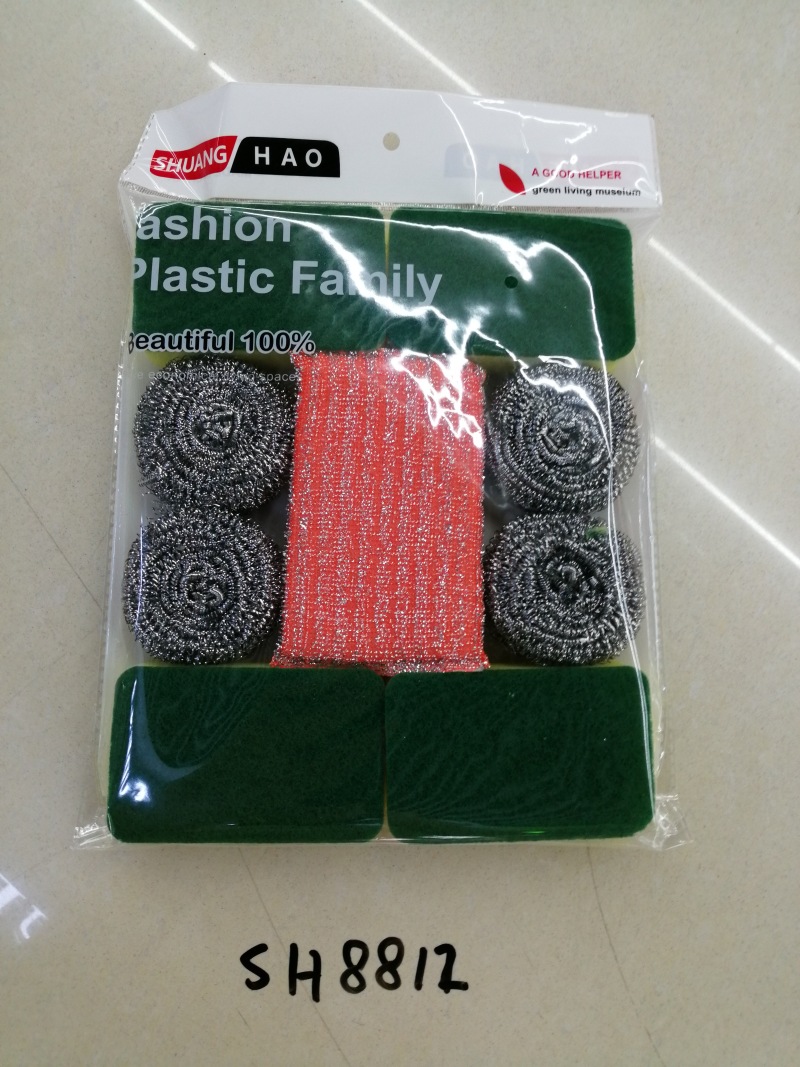 SHUANG HAO
A GOOD HELPER
green living museum
ashion
Plastic Family
Beautiful 100%
SH8812